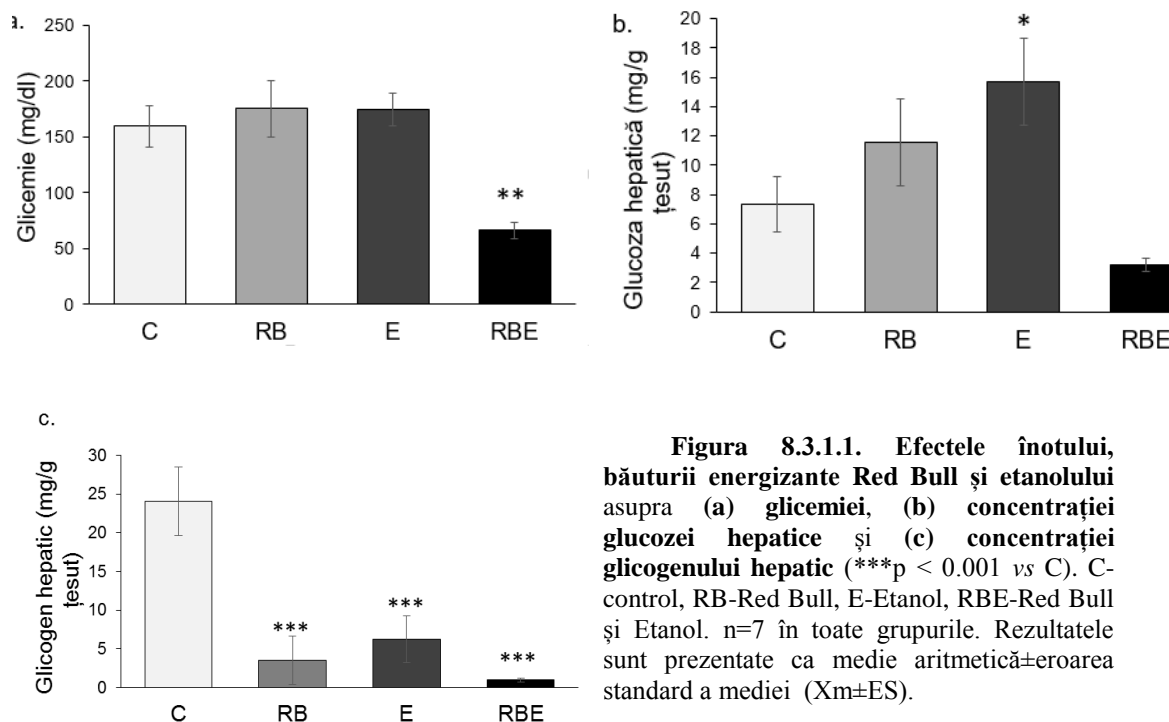 a.
Glicemie (mg/dl)
250
200
150
100
50
0
**
C RB E RBE
b.
Glucoza hepatică (mg/g
țesut)
20
18
16
14
12
10
8
6
4
2
0
*
C RB E RBE
c.
Glicogen hepatic (mg/g
țesut)
30
25
20
15
10
5
0
*** *** ***
C RB E RBE
Figura 8.3.1.1. Efectele înotului,
băuturii energizante Red Bull și etanolului
asupra (a) glicemiei, (b) concentrației
glucozei hepatice și (c) concentrației
glicogenului hepatic (***p < 0.001 vs C). C-
control, RB-Red Bull, E-Etanol, RBE-Red Bull
și Etanol. n=7 în toate grupurile. Rezultatele
sunt prezentate ca medie aritmetică±eroarea
standard a mediei (Xm±ES).